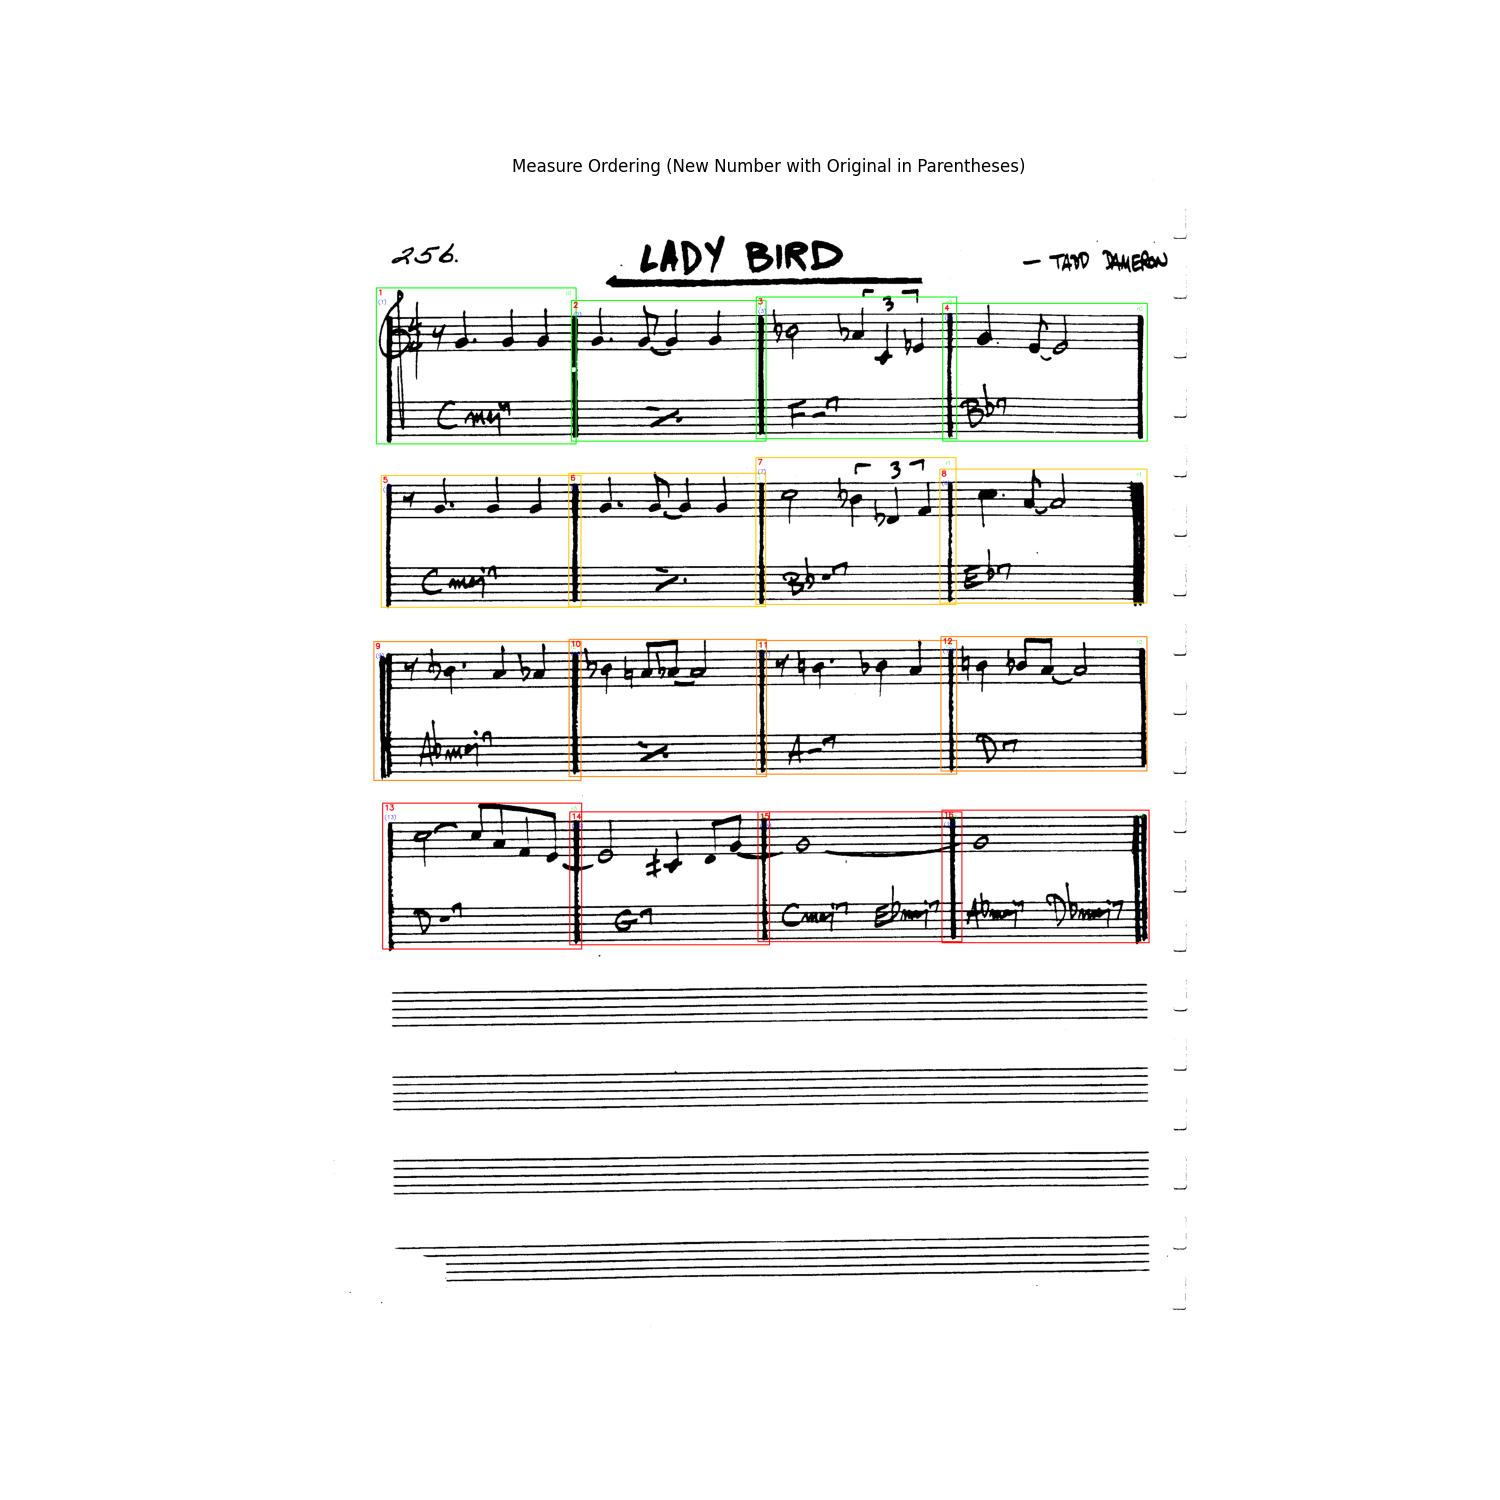 Measure Ordering (New Number with Original in Parentheses)
256.
LADY BIRD
— TADD DAMERON
1 2 3 4
(1)
3
Cmaj7 F-7 Bb7
5 6 7 8
3
Cmaj7 Bb-7 Eb7
9 10 11 12
Abmaj7 A-7 D7
13 14 15 16
(13)
D-7 G7 Cmaj7 Ebmaj7 Abmaj7 Dbmaj7